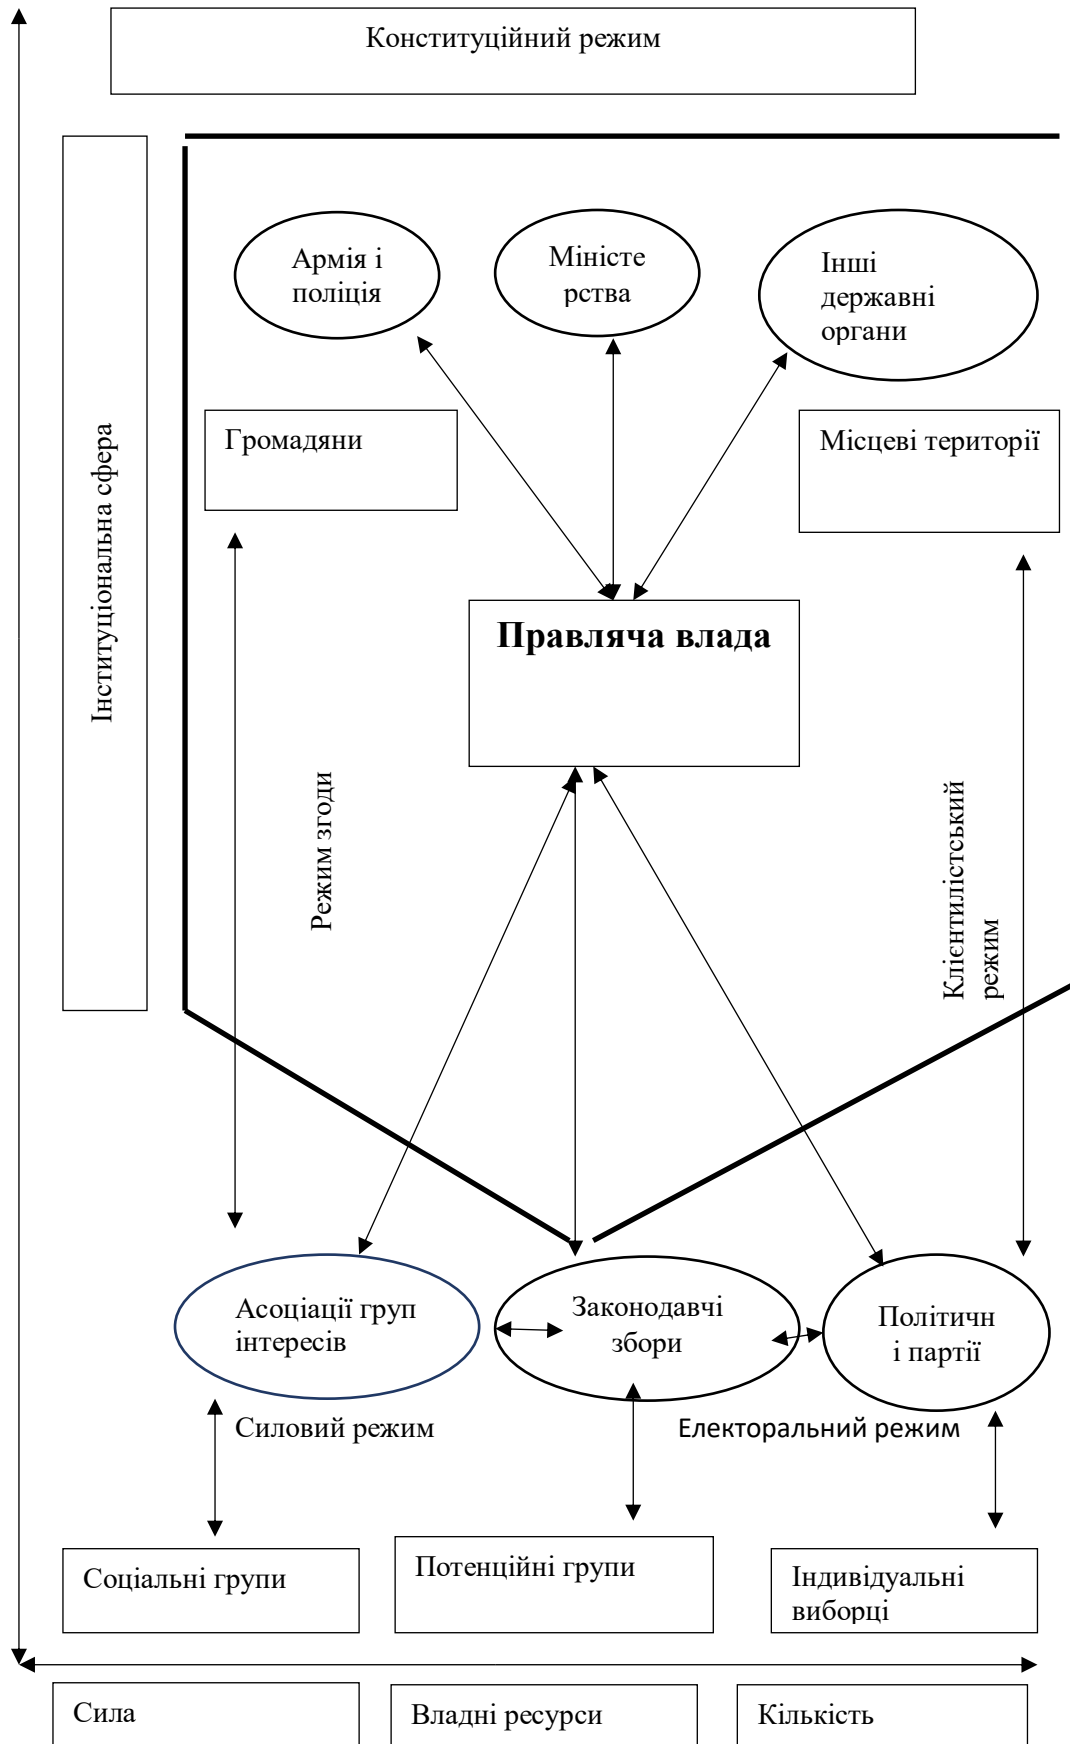 Конституційний режим
Інституціональна сфера
Армія і
поліція
Міністе
рства
Інші
державні
органи
Громадяни
Місцеві території
Правляча влада
Режим згоди
Клієнтилістський
режим
Асоціації груп
інтересів
Законодавчі
збори
Політичн
і партії
Силовий режим
Електоральний режим
Соціальні групи
Потенційні групи
Індивідуальні
виборці
Сила
Владні ресурси
Кількість